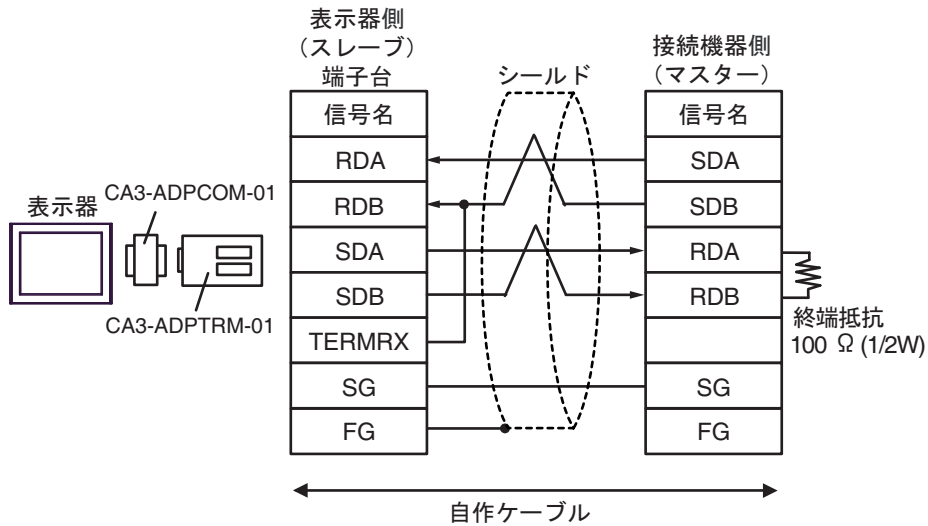 表示器側
（スレーブ）
端子台
シールド
接続機器側
（マスター）
信号名
信号名
RDA
SDA
RDB
SDB
SDA
RDA
SDB
RDB
TERMRX
SG
SG
FG
FG
表示器
CA3-ADPCOM-01
CA3-ADPTRM-01
終端抵抗
100 Ω (1/2W)
自作ケーブル